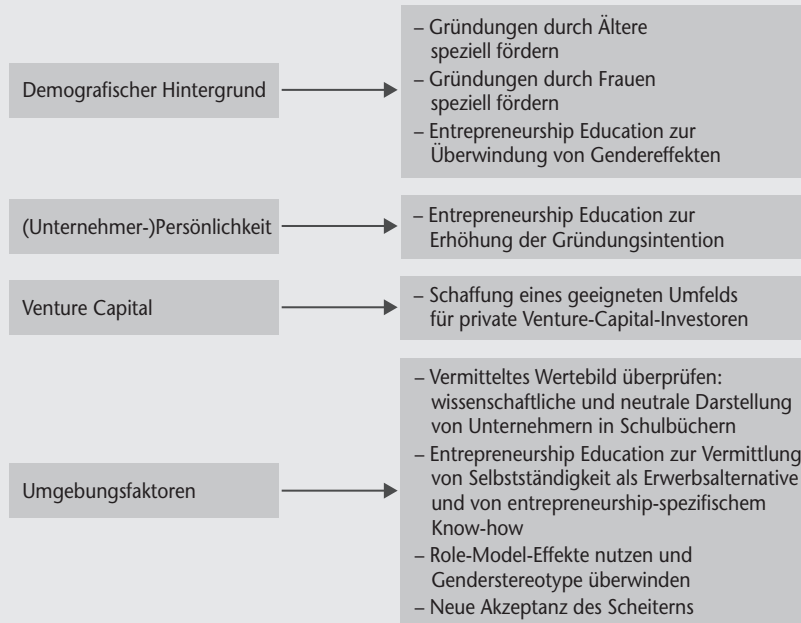 Demografischer Hintergrund
– Gründungen durch Ältere
speziell fördern
– Gründungen durch Frauen
speziell fördern
– Entrepreneurship Education zur
Überwindung von Gendereffekten
(Unternehmer-)Persönlichkeit
– Entrepreneurship Education zur
Erhöhung der Gründungsintention
Venture Capital
– Schaffung eines geeigneten Umfelds
für private Venture-Capital-Investoren
Umgebungsfaktoren
– Vermitteltes Wertebild überprüfen:
wissenschaftliche und neutrale Darstellung
von Unternehmern in Schulbüchern
– Entrepreneurship Education zur Vermittlung
von Selbstständigkeit als Erwerbsalternative
und von entrepreneurship-spezifischem
Know-how
– Role-Model-Effekte nutzen und
Genderstereotype überwinden
– Neue Akzeptanz des Scheiterns